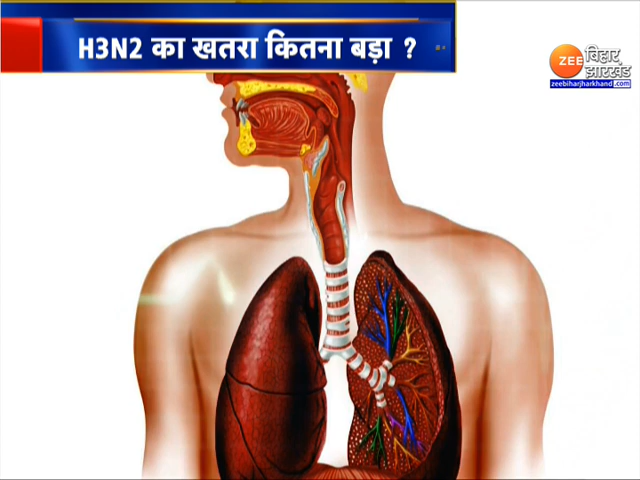 H3N2 का खतरा कितना बड़ा ?
ZEE बिहार
झारखंड
zeebiharjharkhand.com